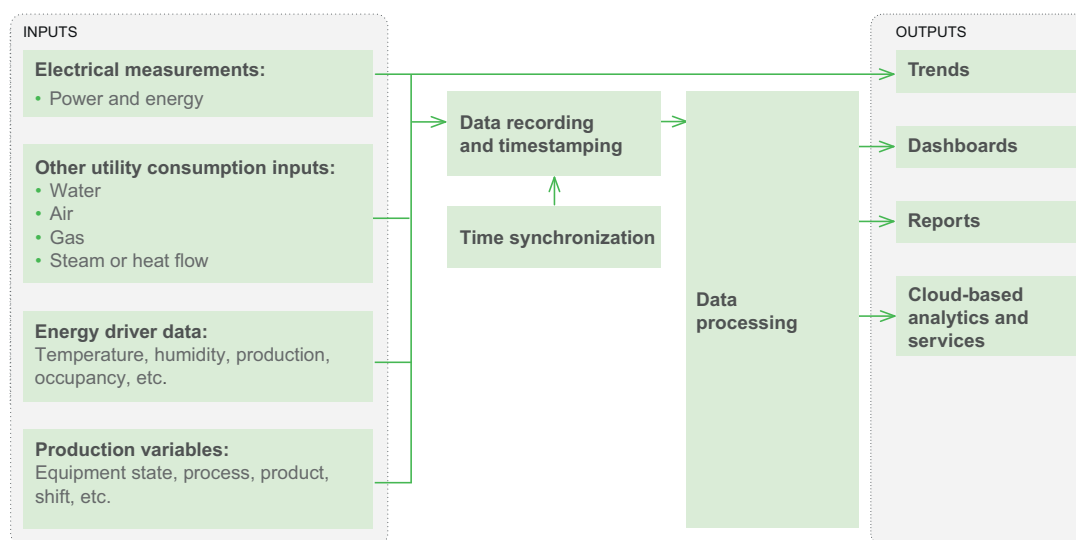 INPUTS
Electrical measurements:
• Power and energy
Other utility consumption inputs:
• Water
• Air
• Gas
• Steam or heat flow
Energy driver data:
Temperature, humidity, production,
occupancy, etc.
Production variables:
Equipment state, process, product,
shift, etc.
Data recording
and timestamping
Time synchronization
Data
processing
OUTPUTS
Trends
Dashboards
Reports
Cloud-based
analytics and
services